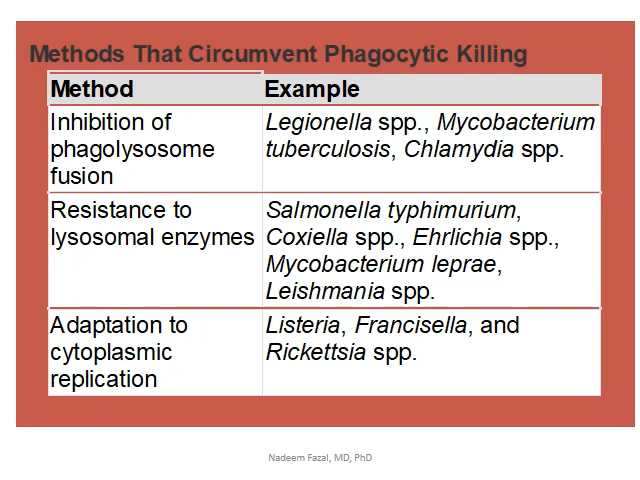 Methods That Circumvent Phagocytic Killing
Method Example
Inhibition of phagolysosome fusion
Legionella spp., Mycobacterium
tuberculosis, Chlamydia spp.
Resistance to
lysosomal enzymes
Salmonella typhimurium,
Coxiella spp., Ehrlichia spp.,
Mycobacterium leprae,
Leishmania spp.
Adaptation to
cytoplasmic
replication
Listeria, Francisella, and
Rickettsia spp.
Nadeem Fazal, MD, PhD